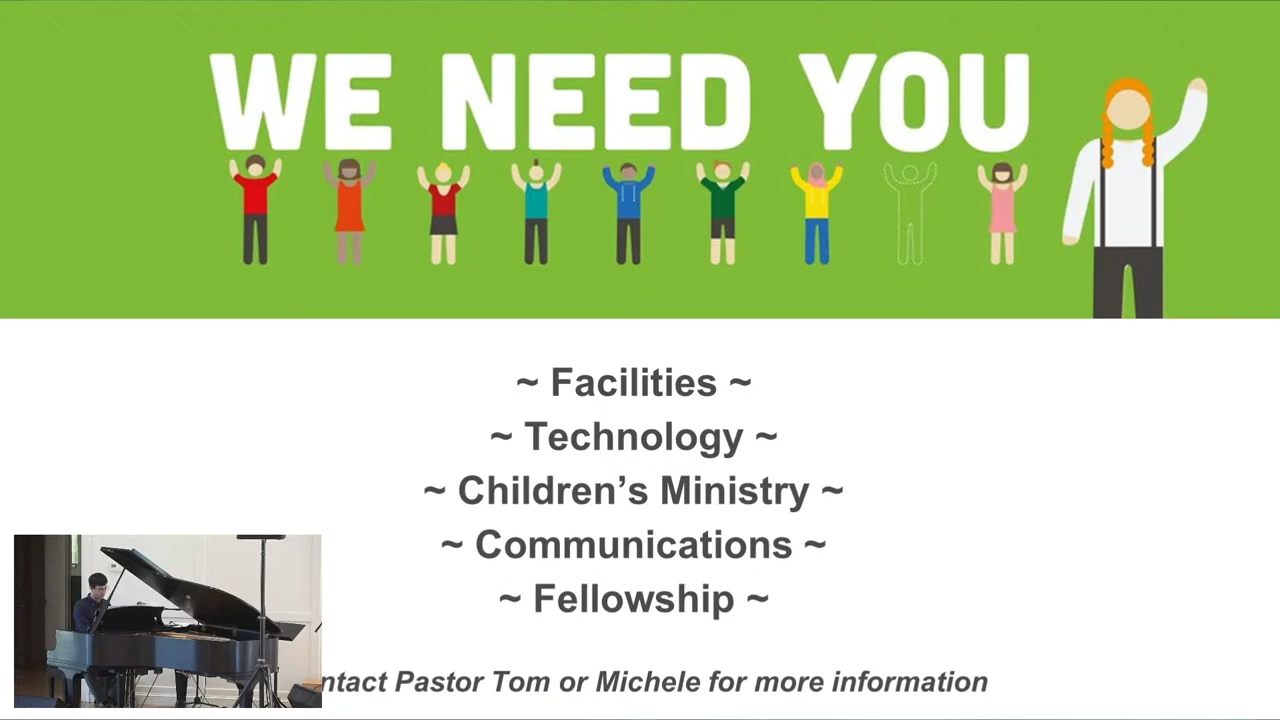 WE NEED YOU
~ Facilities ~
~ Technology ~
~ Children’s Ministry ~
~ Communications ~
~ Fellowship ~
ntact Pastor Tom or Michele for more information